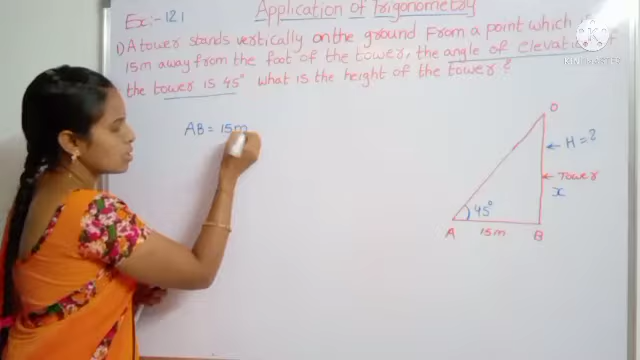 Ex:- 12.1
Application of Trigonometry
1) A tower stands vertically on the ground From a point which is
15m away from the foot of the tower, the angle of elevation of
the tower is 45° what is the height of the tower?
AB = 15m
O
H = ?
Tower
x
45°
A 15m B
K